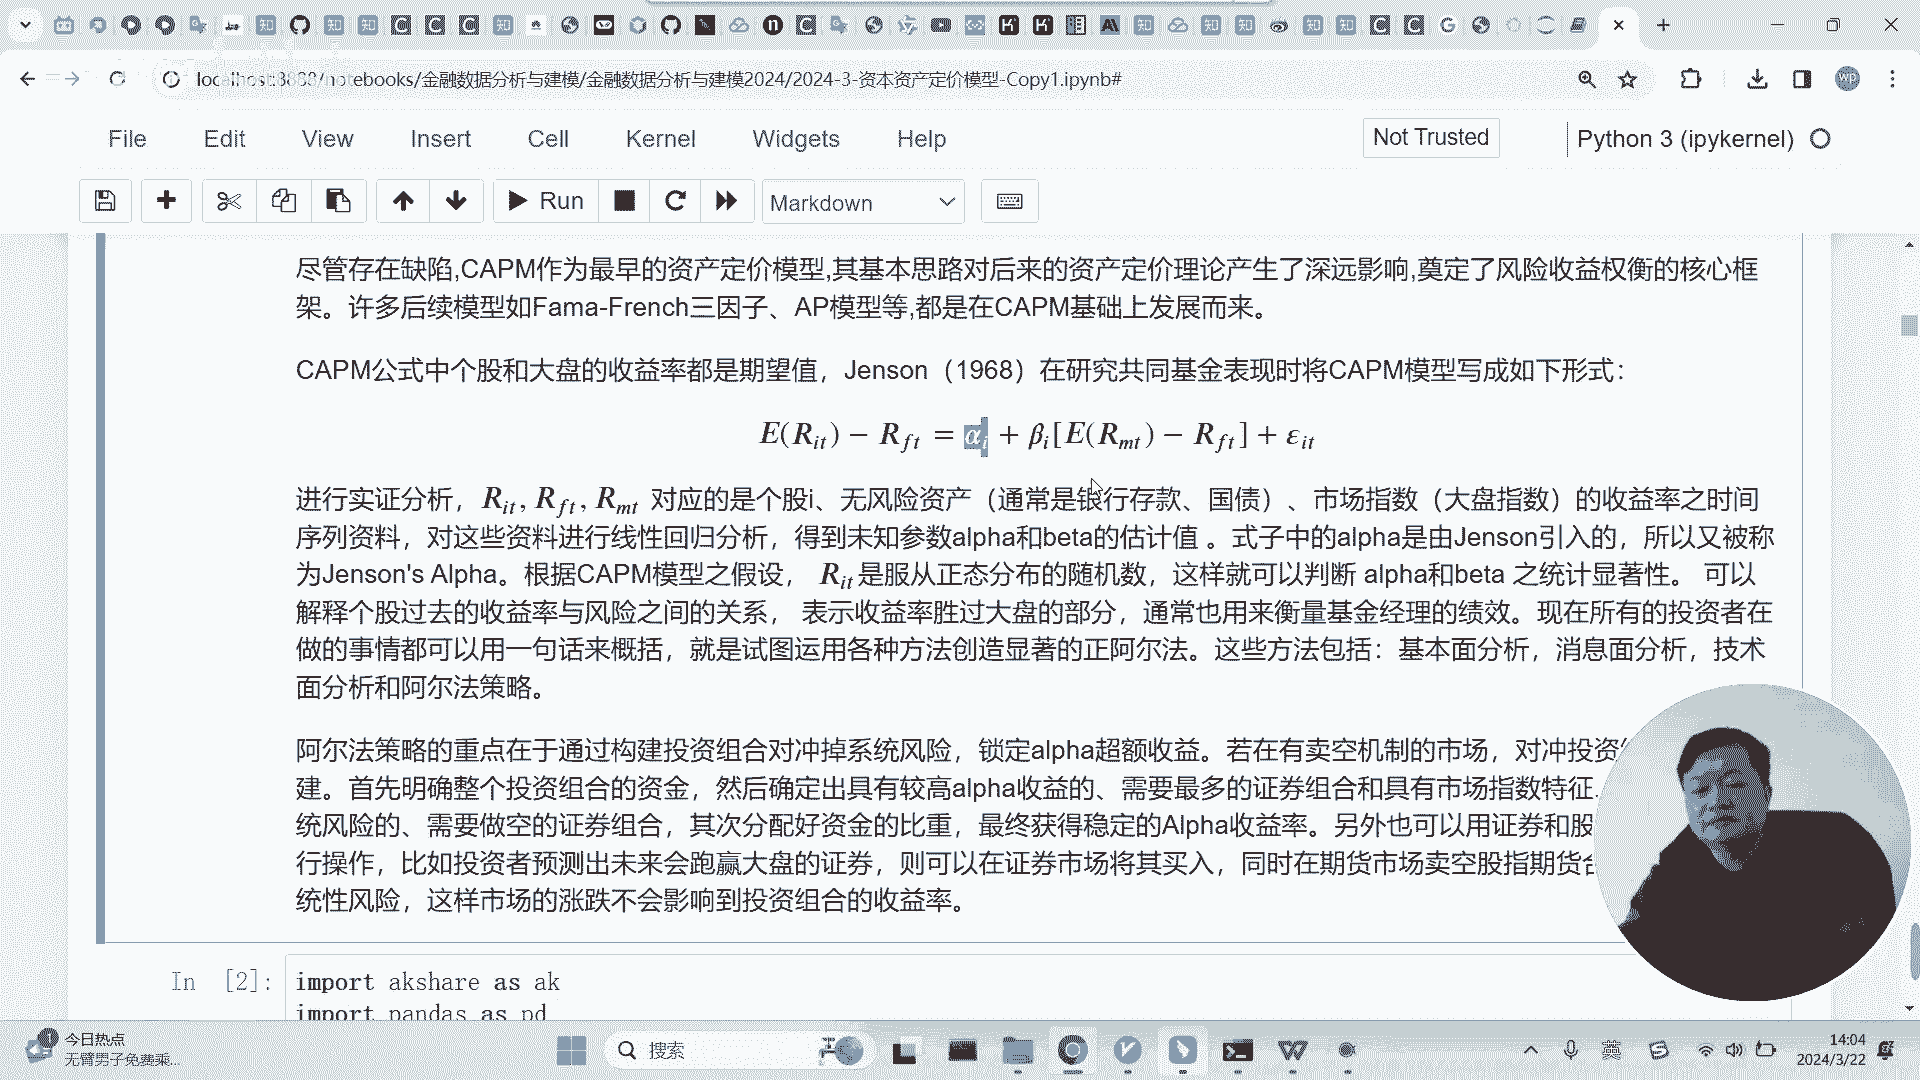 localhost:8888/notebooks/金融数据分析与建模/金融数据分析与建模2024/2024-3-资本资产定价模型-Copy1.ipynb#
wp
File Edit View Insert Cell Kernel Widgets Help
Not Trusted
Python 3 (ipykernel)
Run
Markdown
尽管存在缺陷,CAPM作为最早的资产定价模型,其基本思路对后来的资产定价理论产生了深远影响,奠定了风险收益权衡的核心框
架。许多后续模型如Fama-French三因子、AP模型等,都是在CAPM基础上发展而来。
CAPM公式中个股和大盘的收益率都是期望值，Jenson（1968）在研究共同基金表现时将CAPM模型写成如下形式：
E(R_{it}) − R_{ft} = α_i + β_i[E(R_{mt}) − R_{ft}] + ε_{it}
进行实证分析，R_{it}, R_{ft}, R_{mt} 对应的是个股i、无风险资产（通常是银行存款、国债）、市场指数（大盘指数）的收益率之时间
序列资料，对这些资料进行线性回归分析，得到未知参数alpha和beta的估计值 。式子中的alpha是由Jenson引入的，所以又被称
为Jenson's Alpha。根据CAPM模型之假设， R_{it} 是服从正态分布的随机数，这样就可以判断 alpha和beta 之统计显著性。 可以
解释个股过去的收益率与风险之间的关系， 表示收益率胜过大盘的部分，通常也用来衡量基金经理的绩效。现在所有的投资者在
做的事情都可以用一句话来概括，就是试图运用各种方法创造显著的正阿尔法。这些方法包括：基本面分析，消息面分析，技术
面分析和阿尔法策略。
阿尔法策略的重点在于通过构建投资组合对冲掉系统风险，锁定alpha超额收益。若在有卖空机制的市场，对冲投资
建。首先明确整个投资组合的资金，然后确定出具有较高alpha收益的、需要最多的证券组合和具有市场指数特征
统风险的、需要做空的证券组合，其次分配好资金的比重，最终获得稳定的Alpha收益率。另外也可以用证券和股
行操作，比如投资者预测出未来会跑赢大盘的证券，则可以在证券市场将其买入，同时在期货市场卖空股指期货合
统性风险，这样市场的涨跌不会影响到投资组合的收益率。
In [2]:
import akshare as ak
import pandas as pd
今日热点
无臂男子免费乘...
搜索
英
14:04
2024/3/22